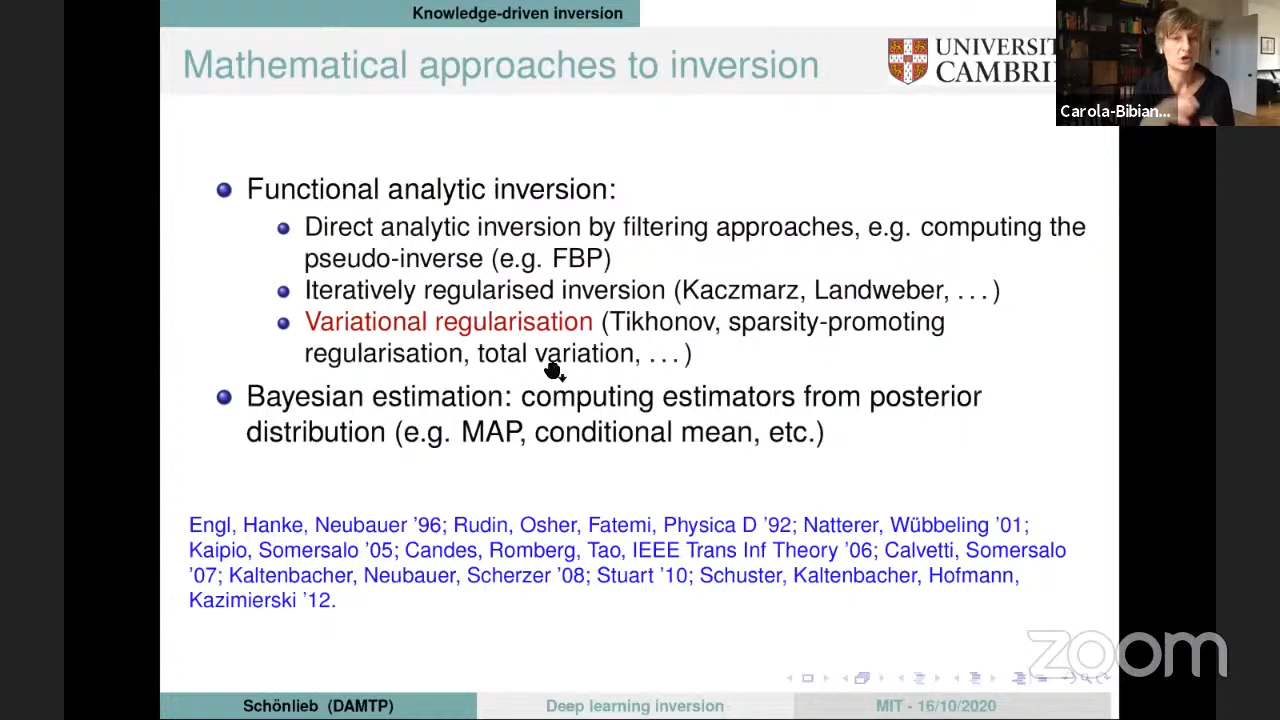 Knowledge-driven inversion
Mathematical approaches to inversion
UNIVERSIT
CAMBRI
Carola-Bibian...
Functional analytic inversion:
Direct analytic inversion by filtering approaches, e.g. computing the
pseudo-inverse (e.g. FBP)
Iteratively regularised inversion (Kaczmarz, Landweber, ...)
Variational regularisation (Tikhonov, sparsity-promoting
regularisation, total variation, ...)
Bayesian estimation: computing estimators from posterior
distribution (e.g. MAP, conditional mean, etc.)
Engl, Hanke, Neubauer '96; Rudin, Osher, Fatemi, Physica D '92; Natterer, Wübbeling '01;
Kaipio, Somersalo '05; Candes, Romberg, Tao, IEEE Trans Inf Theory '06; Calvetti, Somersalo
'07; Kaltenbacher, Neubauer, Scherzer '08; Stuart '10; Schuster, Kaltenbacher, Hofmann,
Kazimierski '12.
zoom
Schönlieb (DAMTP)
Deep learning inversion
MIT - 16/10/2020